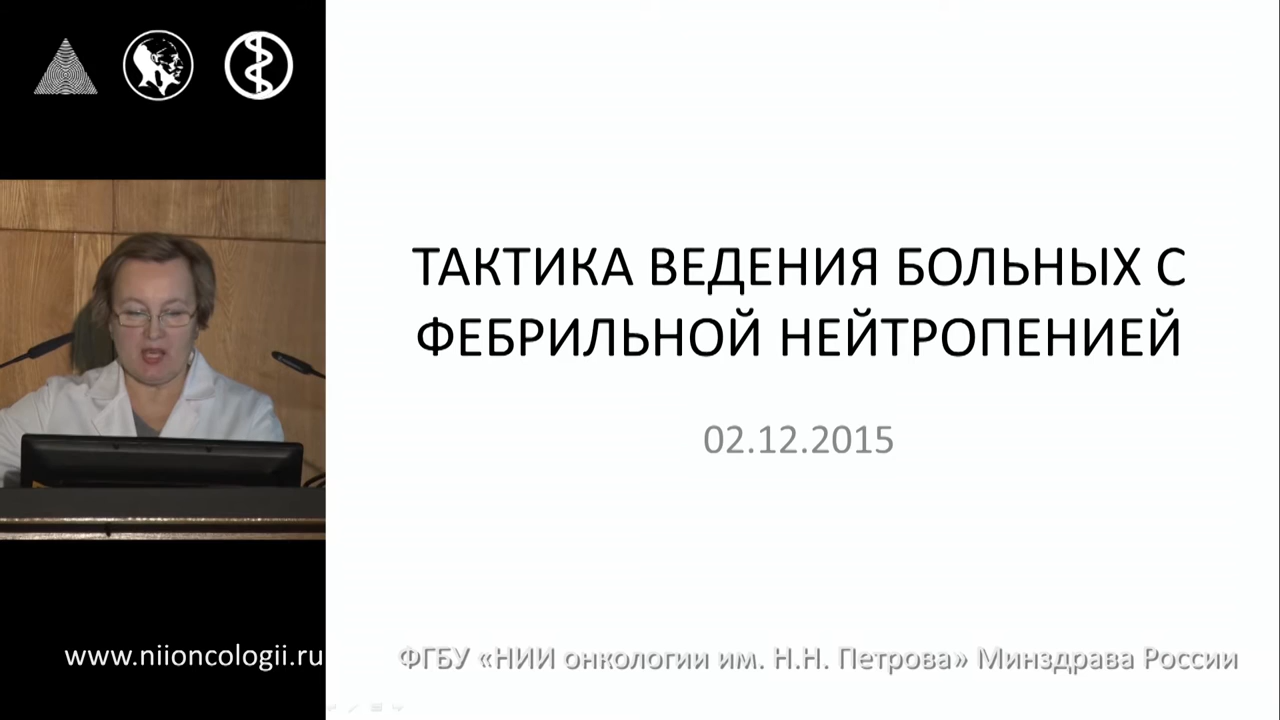 ТАКТИКА ВЕДЕНИЯ БОЛЬНЫХ С
ФЕБРИЛЬНОЙ НЕЙТРОПЕНИЕЙ
02.12.2015
www.niioncologii.ru
ФГБУ «НИИ онкологии им. Н.Н. Петрова» Минздрава России